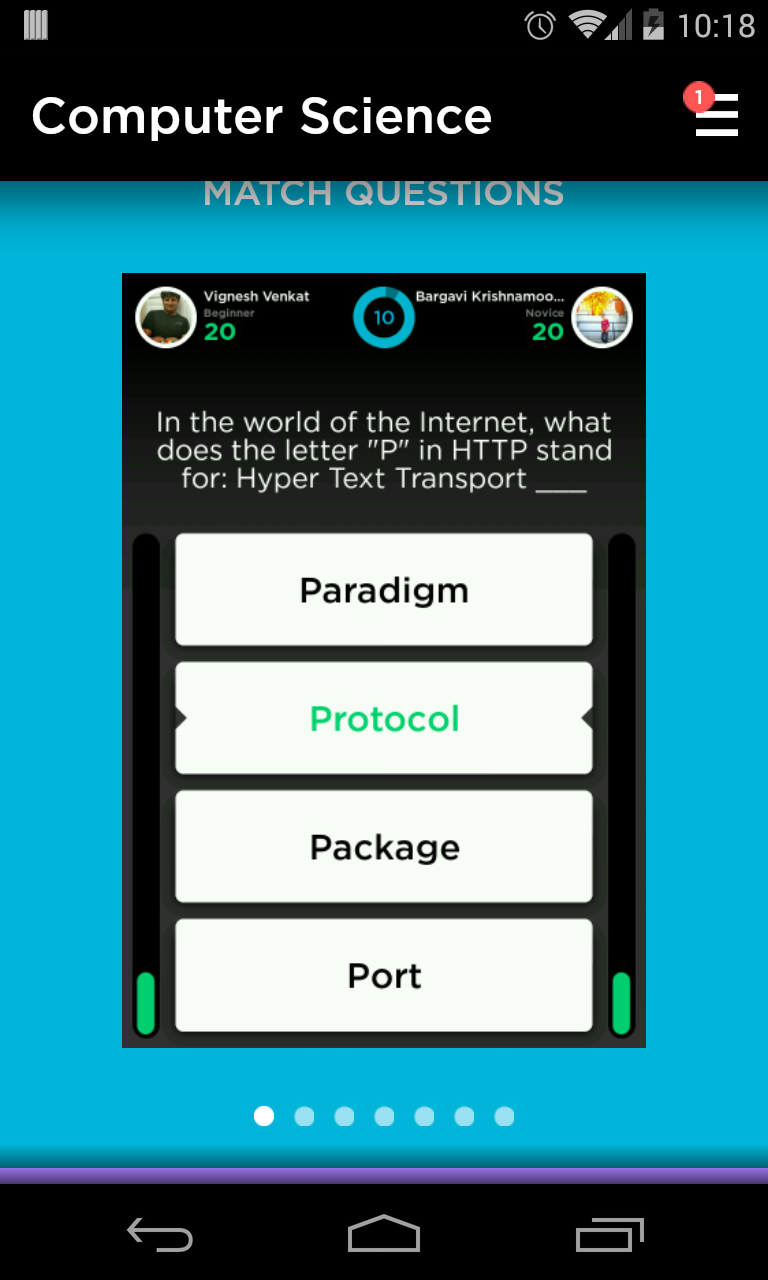 10:18
Computer Science
1
MATCH QUESTIONS
Vignesh Venkat
Beginner
20
10
Bargavi Krishnamoo...
Novice
20
In the world of the Internet, what
does the letter "P" in HTTP stand
for: Hyper Text Transport ___
Paradigm
Protocol
Package
Port